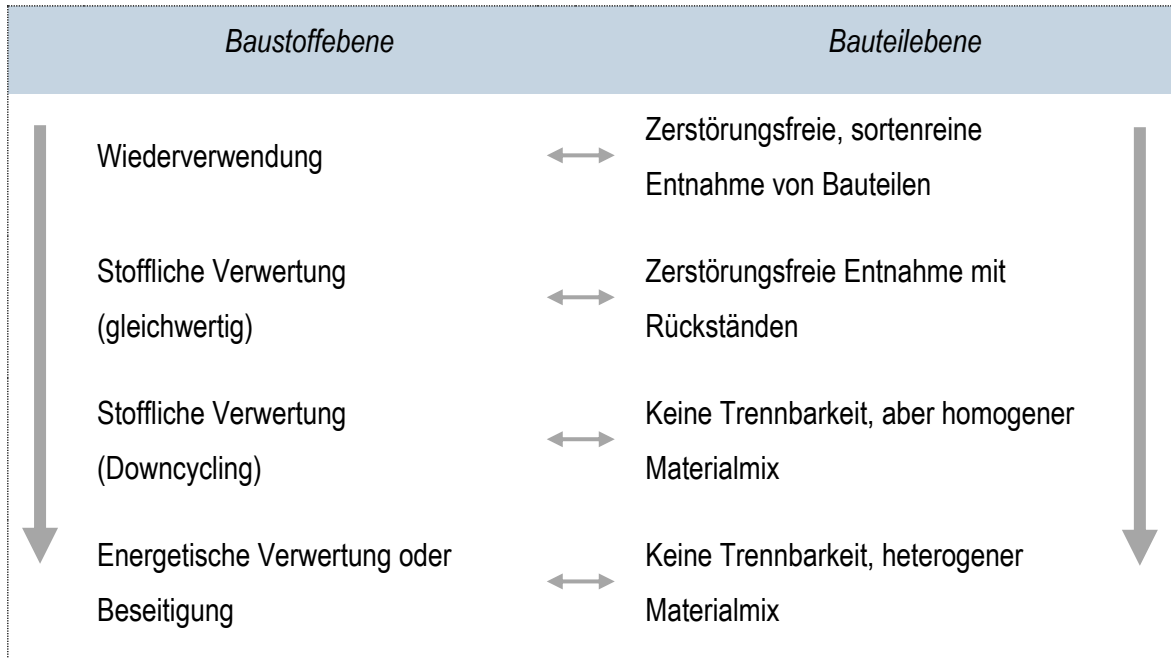 Baustoffebene
Bauteilebene
Wiederverwendung
Zerstörungsfreie, sortenreine
Entnahme von Bauteilen
Stoffliche Verwertung
(gleichwertig)
Zerstörungsfreie Entnahme mit
Rückständen
Stoffliche Verwertung
(Downcycling)
Keine Trennbarkeit, aber homogener
Materialmix
Energetische Verwertung oder
Beseitigung
Keine Trennbarkeit, heterogener
Materialmix